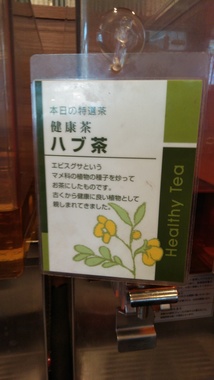 本日の特選茶
健康茶
ハブ茶
エビスグサという
マメ科の植物の種子を炒って
お茶にしたものです。
古くから健康に良い植物として
親しまれてきました。
Healthy Tea